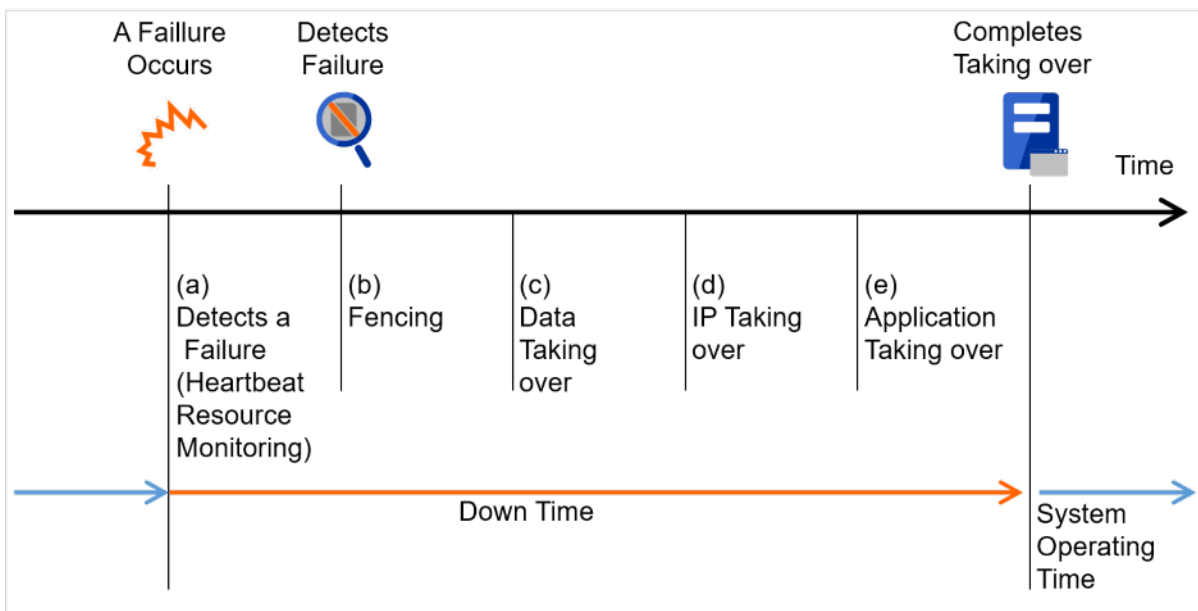 A Faillure
Occurs
Detects
Failure
Completes
Taking over
Time
(a)
Detects a
Failure
(Heartbeat
Resource
Monitoring)
(b)
Fencing
(c)
Data
Taking
over
(d)
IP Taking
over
(e)
Application
Taking over
Down Time
System
Operating
Time